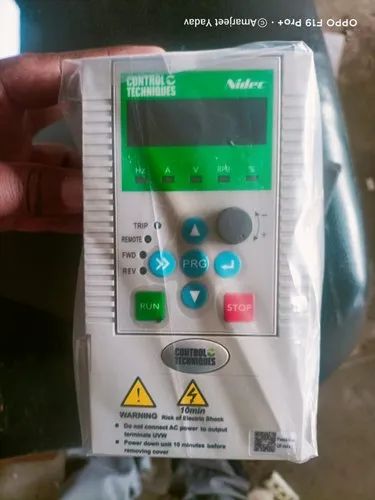 OPPO F19 Pro+ · ©Amarjeet Yadav
CONTROL
TECHNIQUES
Nidec
Hz A V RPM %
TRIP
REMOTE
FWD
REV
PRG
RUN
STOP
CONTROL
TECHNIQUES
10min
WARNING Risk of Electric Shock
Do not connect AC power to output
terminals UVW
Power down unit 10 minutes before
removing cover